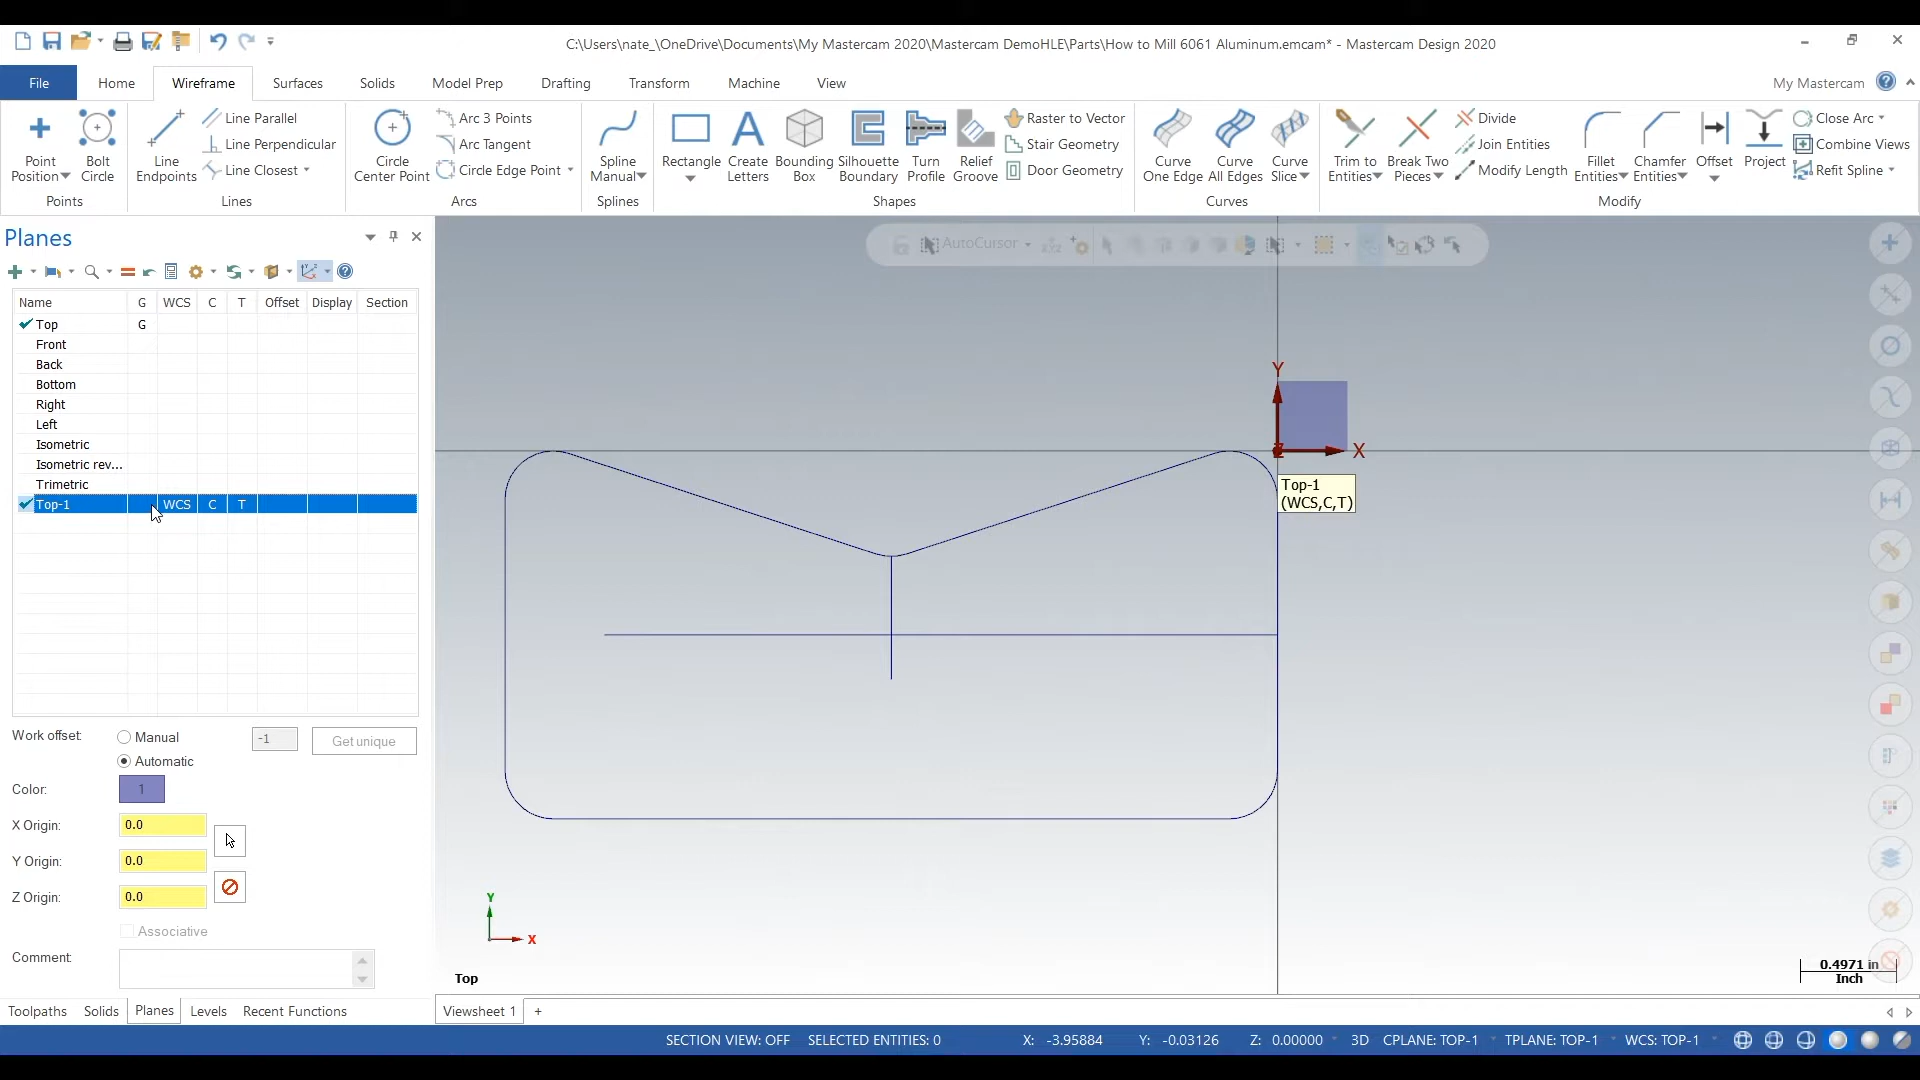 C:\Users\nate_\OneDrive\Documents\My Mastercam 2020\Mastercam DemoHLE\Parts\How to Mill 6061 Aluminum.emcam* - Mastercam Design 2020
File Home Wireframe Surfaces Solids Model Prep Drafting Transform Machine View My Mastercam
Line Parallel Arc 3 Points Raster to Vector Divide Close Arc
Line Perpendicular Arc Tangent Stair Geometry Join Entities Combine Views
Point Position Bolt Circle Line Endpoints Line Closest Circle Center Point Circle Edge Point Spline Manual Rectangle Create Letters Bounding Box Silhouette Boundary Turn Profile Relief Groove Door Geometry Curve One Edge Curve All Edges Curve Slice Trim to Entities Break Two Pieces Modify Length Fillet Entities Chamfer Entities Offset Project Refit Spline
Points Lines Arcs Splines Shapes Curves Modify
Planes
AutoCursor
Name G WCS C T Offset Display Section
Top G
Front
Back
Bottom
Right
Left
Isometric
Isometric rev...
Trimetric
Top-1 WCS C T
Y
Z X
Top-1
(WCS,C,T)
Work offset: Manual -1 Get unique
Automatic
Color: 1
X Origin: 0.0
Y Origin: 0.0
Z Origin: 0.0
Associative
Comment:
Y
X
Top
0.4971 in
Inch
Toolpaths Solids Planes Levels Recent Functions Viewsheet 1 +
SECTION VIEW: OFF SELECTED ENTITIES: 0 X: -3.95884 Y: -0.03126 Z: 0.00000 3D CPLANE: TOP-1 TPLANE: TOP-1 WCS: TOP-1